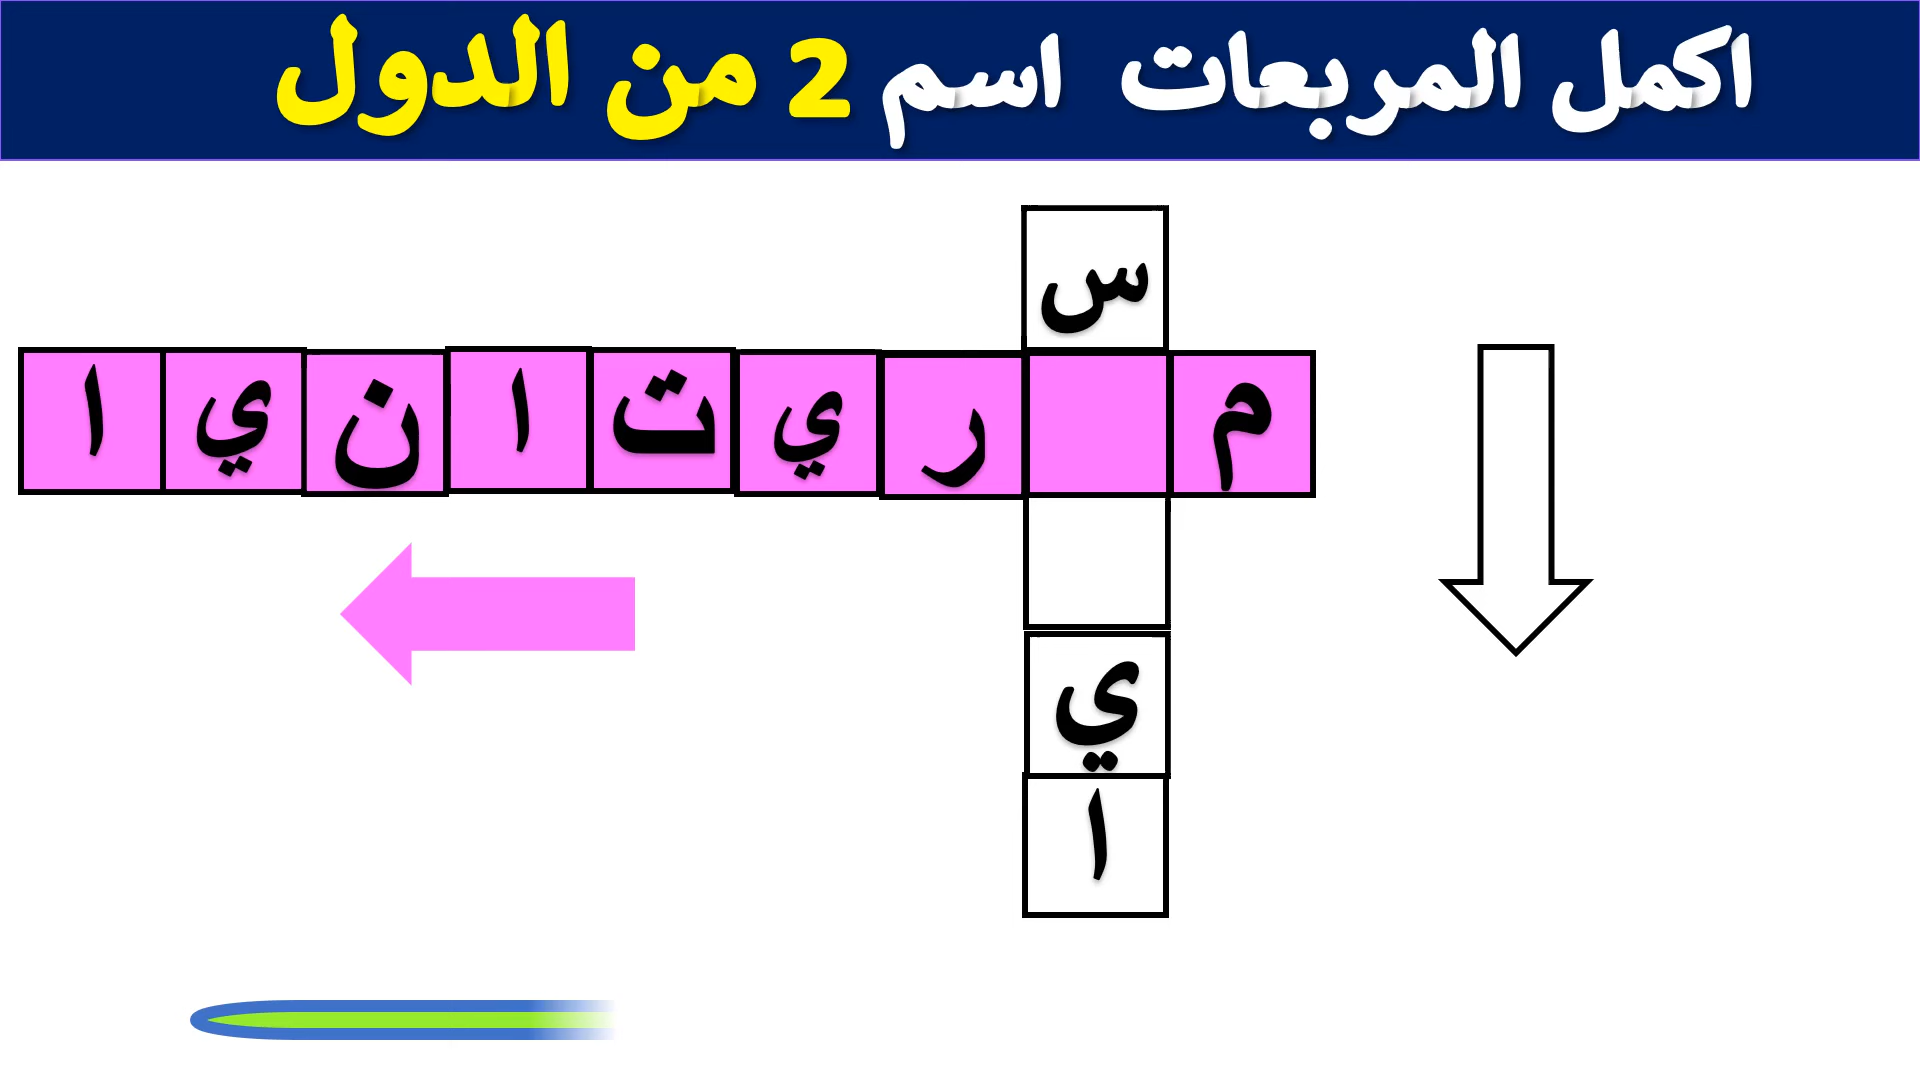 اكمل المربعات اسم 2 من الدول
س
م ر ي ت ا ن ي ا
ي
ا